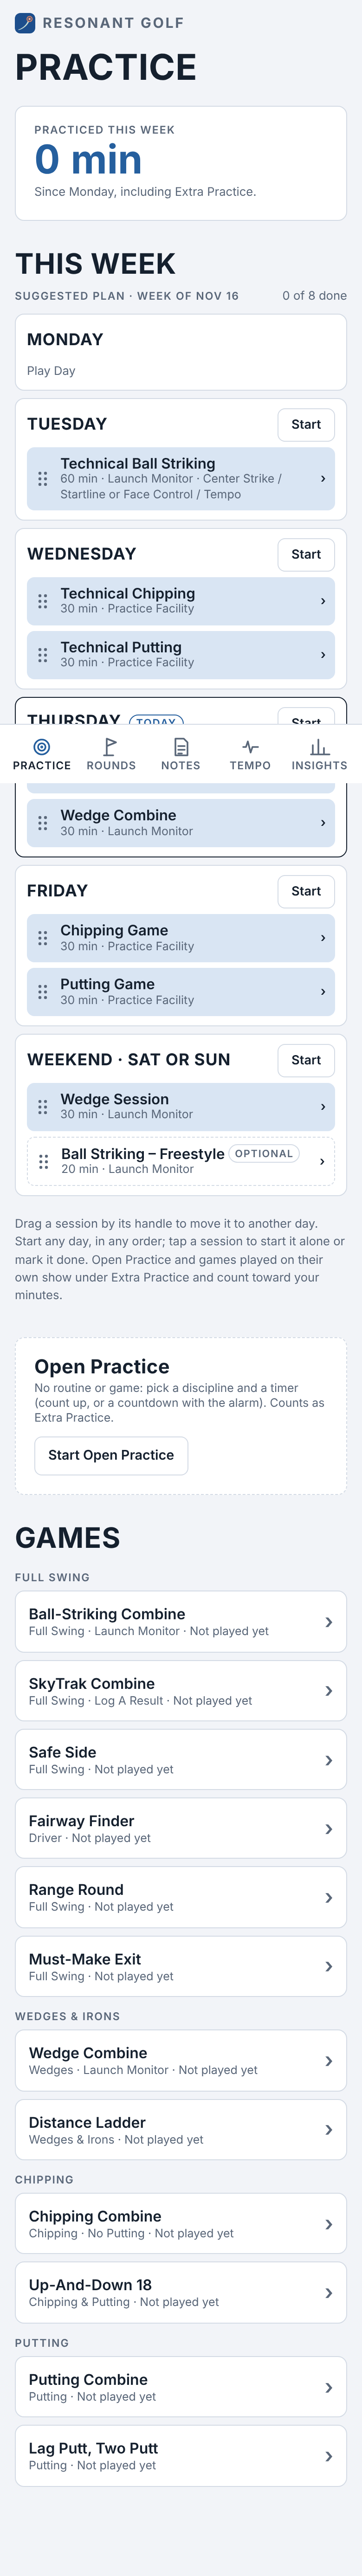 RESONANT GOLF
PRACTICE
PRACTICED THIS WEEK
0 min
Since Monday, including Extra Practice.
THIS WEEK
SUGGESTED PLAN · WEEK OF NOV 16
0 of 8 done
MONDAY
Play Day
TUESDAY
Start
Technical Ball Striking
60 min · Launch Monitor · Center Strike /
Startline or Face Control / Tempo
WEDNESDAY
Start
Technical Chipping
30 min · Practice Facility
Technical Putting
30 min · Practice Facility
THURSDAY
TODAY
Start
PRACTICE
ROUNDS
NOTES
TEMPO
INSIGHTS
Wedge Combine
30 min · Launch Monitor
FRIDAY
Start
Chipping Game
30 min · Practice Facility
Putting Game
30 min · Practice Facility
WEEKEND · SAT OR SUN
Start
Wedge Session
30 min · Launch Monitor
Ball Striking – Freestyle OPTIONAL
20 min · Launch Monitor
Drag a session by its handle to move it to another day.
Start any day, in any order; tap a session to start it alone or
mark it done. Open Practice and games played on their
own show under Extra Practice and count toward your
minutes.
Open Practice
No routine or game: pick a discipline and a timer
(count up, or a countdown with the alarm). Counts as
Extra Practice.
Start Open Practice
GAMES
FULL SWING
Ball-Striking Combine
Full Swing · Launch Monitor · Not played yet
SkyTrak Combine
Full Swing · Log A Result · Not played yet
Safe Side
Full Swing · Not played yet
Fairway Finder
Driver · Not played yet
Range Round
Full Swing · Not played yet
Must-Make Exit
Full Swing · Not played yet
WEDGES & IRONS
Wedge Combine
Wedges · Launch Monitor · Not played yet
Distance Ladder
Wedges & Irons · Not played yet
CHIPPING
Chipping Combine
Chipping · No Putting · Not played yet
Up-And-Down 18
Chipping & Putting · Not played yet
PUTTING
Putting Combine
Putting · Not played yet
Lag Putt, Two Putt
Putting · Not played yet